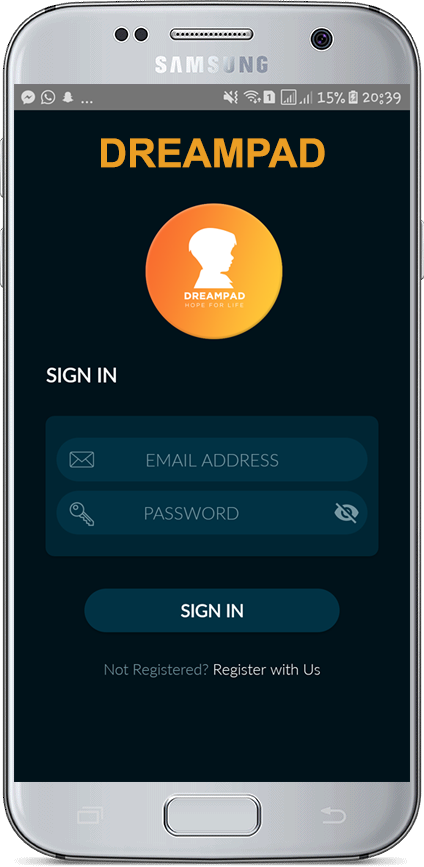 SAMSUNG
... 1 15% 20:39
DREAMPAD
DREAMPAD
HOPE FOR LIFE
SIGN IN
EMAIL ADDRESS
PASSWORD
SIGN IN
Not Registered? Register with Us